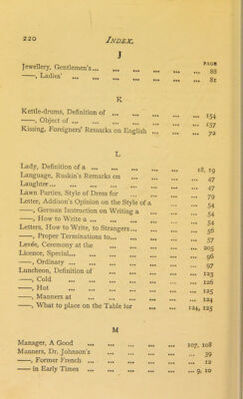 220 INDEX.
J
PAGE
Jewellery, Gentlemen's... ... ... ... ... ... 88
——, Ladies' ... ... ... ... ... ... 81
K
Kettle-drums, Definition of ... ... ... ... ... 154
——, Object of ... ... ... ... ... ... 157
Kissing, Foreigners' Remarks on English ... ... ... 72
L
Lady, Definition of a ... ... ... ... ... 18, 19
Language, Ruskin's Remarks on ... ... ... ... 47
Laughter... ... ... ... ... ... ... 47
Lawn Parties, Style of Dress for ... ... ... ... 79
Letter, Addison's Opinion on the Style of a ... ... ... 54
——, German Instruction on Writing a ... ... ... 54
——, How to Write a ... ... ... ... ... 54
Letters, How to Write, to Strangers... ... ... ... 56
——, Proper Terminations to... ... ... ... ... 57
Levée, Ceremony at the ... ... ... ... ... 205
Licence, Special... ... ... ... ... ... 96
——, Ordinary ... ... ... ... ... ... 97
Luncheon, Definition of ... ... ... ... ... 123
——, Cold ... ... ... ... ... ... 126
——, Hot ... ... ... ... ... ... 125
——, Manners at ... ... ... ... ... 124
——, What to place on the Table for ... ... ... 124, 125
M
Manager, A Good ... ... ... ... ... 107, 108
Manners, Dr. Johnson's ... ... ... ... ... 39
——, Former French ... ... ... ... ... 12
—— in Early Times ... ... ... ... ... 9, 10